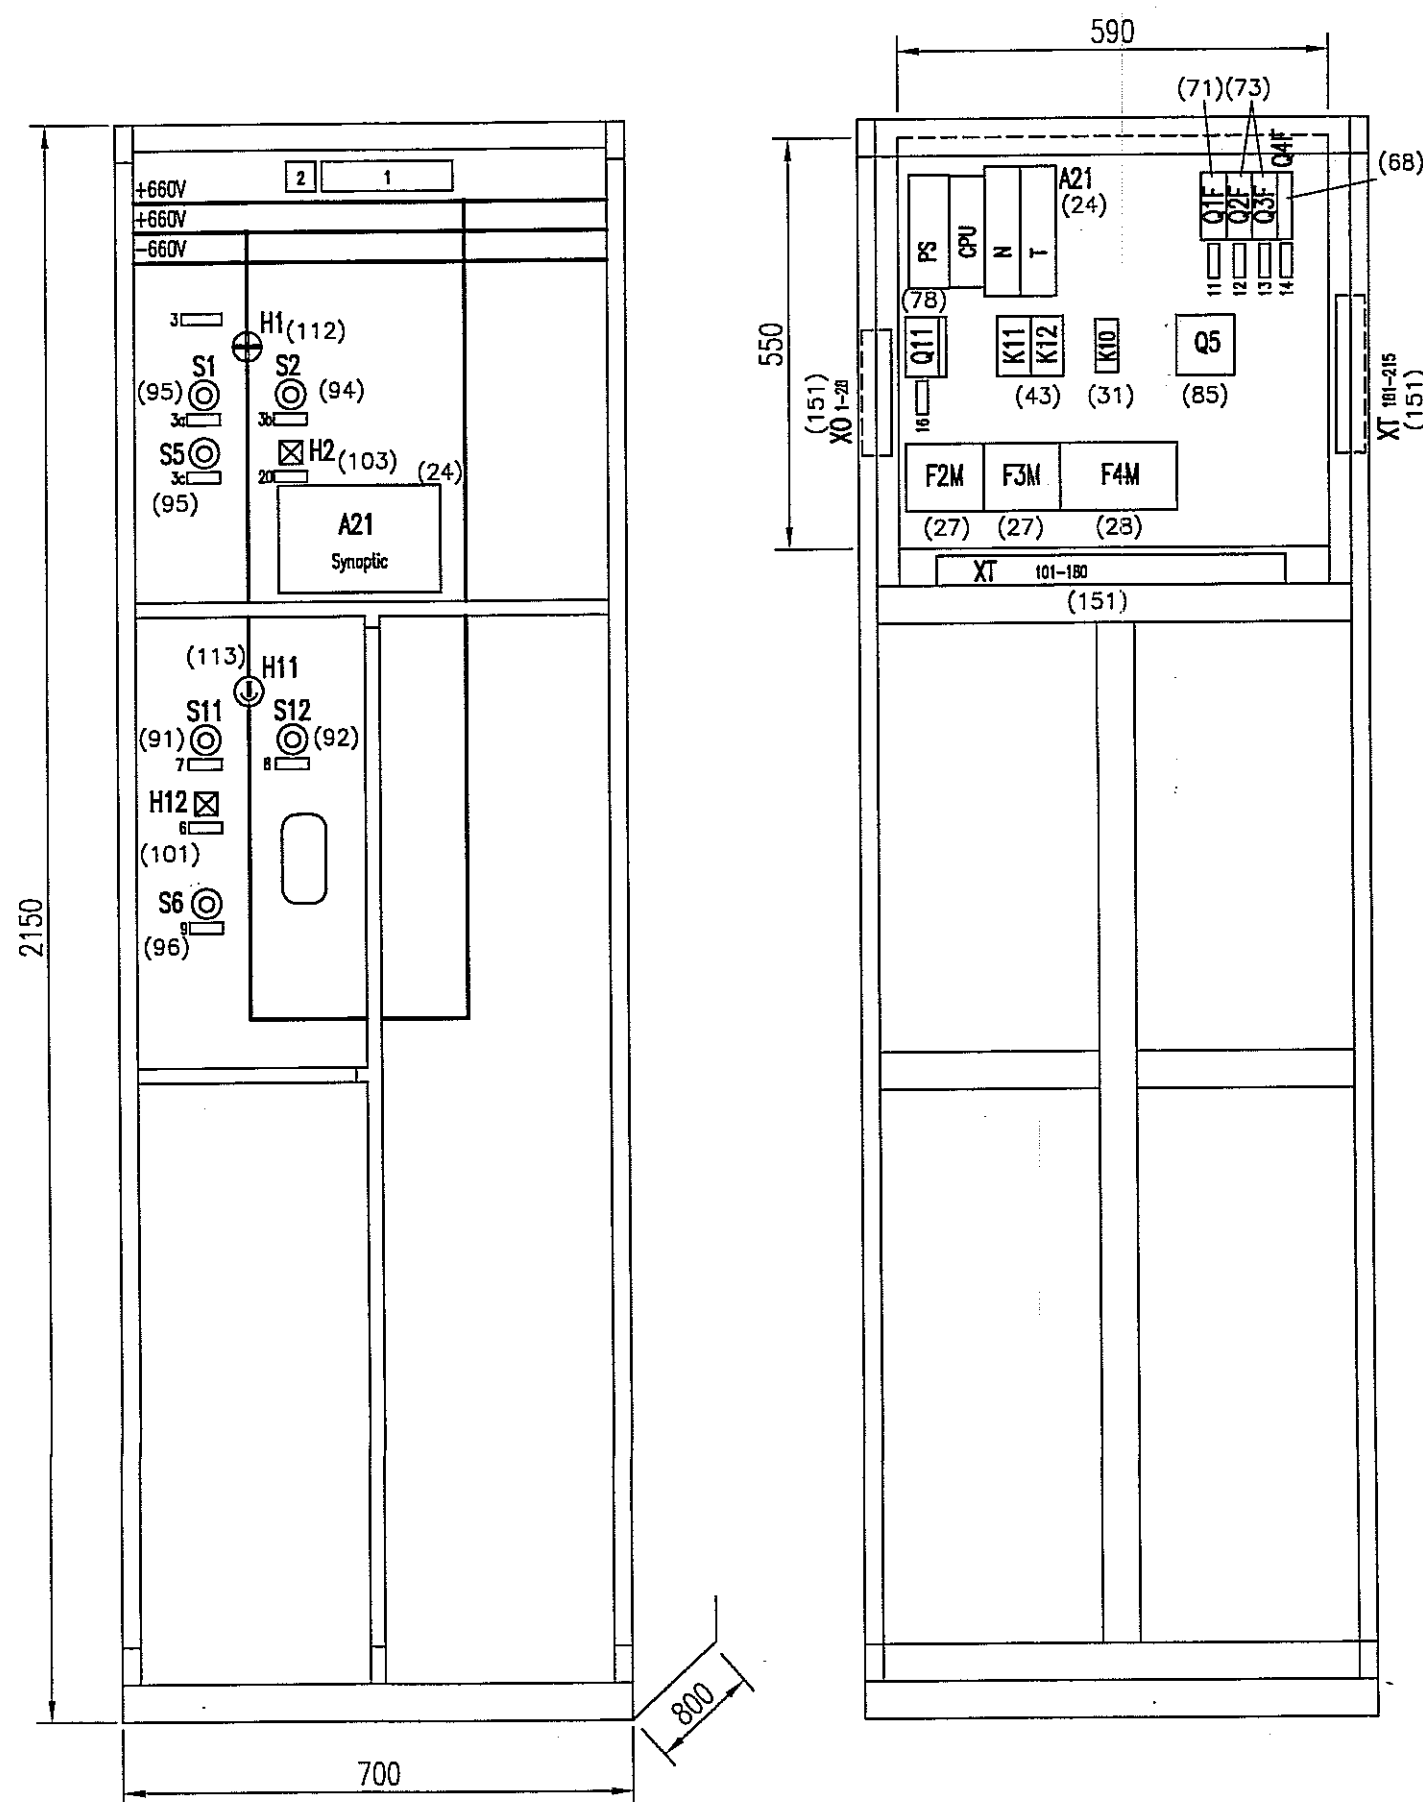 590
(71)(73)
Q4F
(68)
2
1
+660V
+660V
-660V
A21
(24)
PS
CPU
N
T
Q1F
Q2F
Q3F
11
12
13
14
(78)
3
H1
(112)
550
Q11
K11
K12
K10
Q5
S1
S2
(95)
(94)
(43)
(31)
(85)
3a
3b
16
(151)
XO 1-28
XT 181-215
(151)
S5
H2
(103)
(24)
3c
20
(95)
F2M
F3M
F4M
(27)
(27)
(28)
A21
Synoptic
XT 101-180
(151)
(113)
H11
S11
S12
(91)
(92)
7
8
H12
6
(101)
S6
9
(96)
2150
800
700